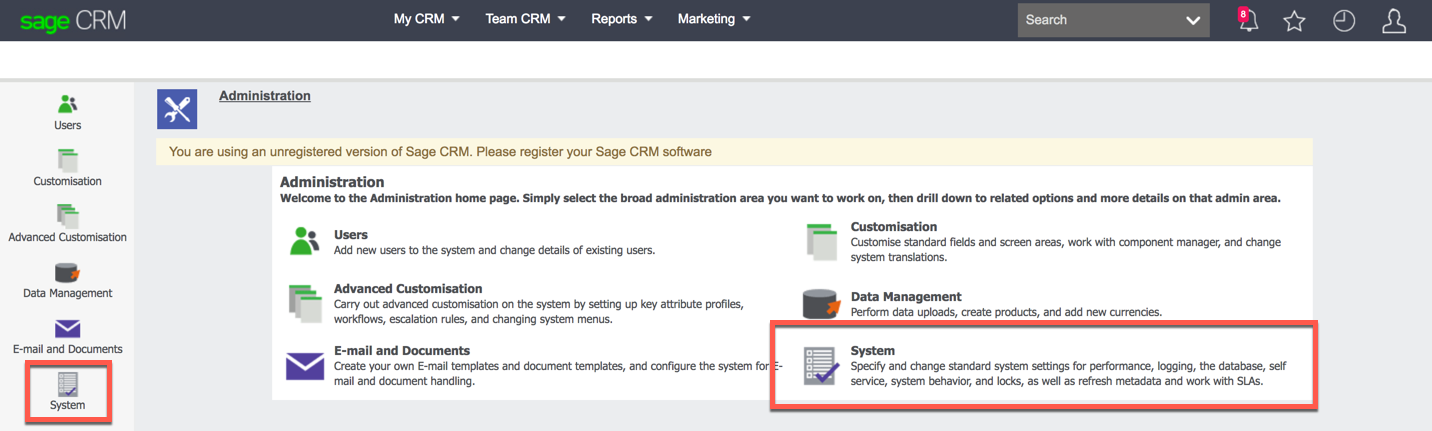 sage CRM
My CRM Team CRM Reports Marketing
Search
8
Users
Customisation
Advanced Customisation
Data Management
E-mail and Documents
System
Administration
You are using an unregistered version of Sage CRM. Please register your Sage CRM software
Administration
Welcome to the Administration home page. Simply select the broad administration area you want to work on, then drill down to related options and more details on that admin area.
Users
Add new users to the system and change details of existing users.
Customisation
Customise standard fields and screen areas, work with component manager, and change
system translations.
Advanced Customisation
Carry out advanced customisation on the system by setting up key attribute profiles,
workflows, escalation rules, and changing system menus.
Data Management
Perform data uploads, create products, and add new currencies.
E-mail and Documents
Create your own E-mail templates and document templates, and configure the system for E-
mail and document handling.
System
Specify and change standard system settings for performance, logging, the database, self
service, system behavior, and locks, as well as refresh metadata and work with SLAs.